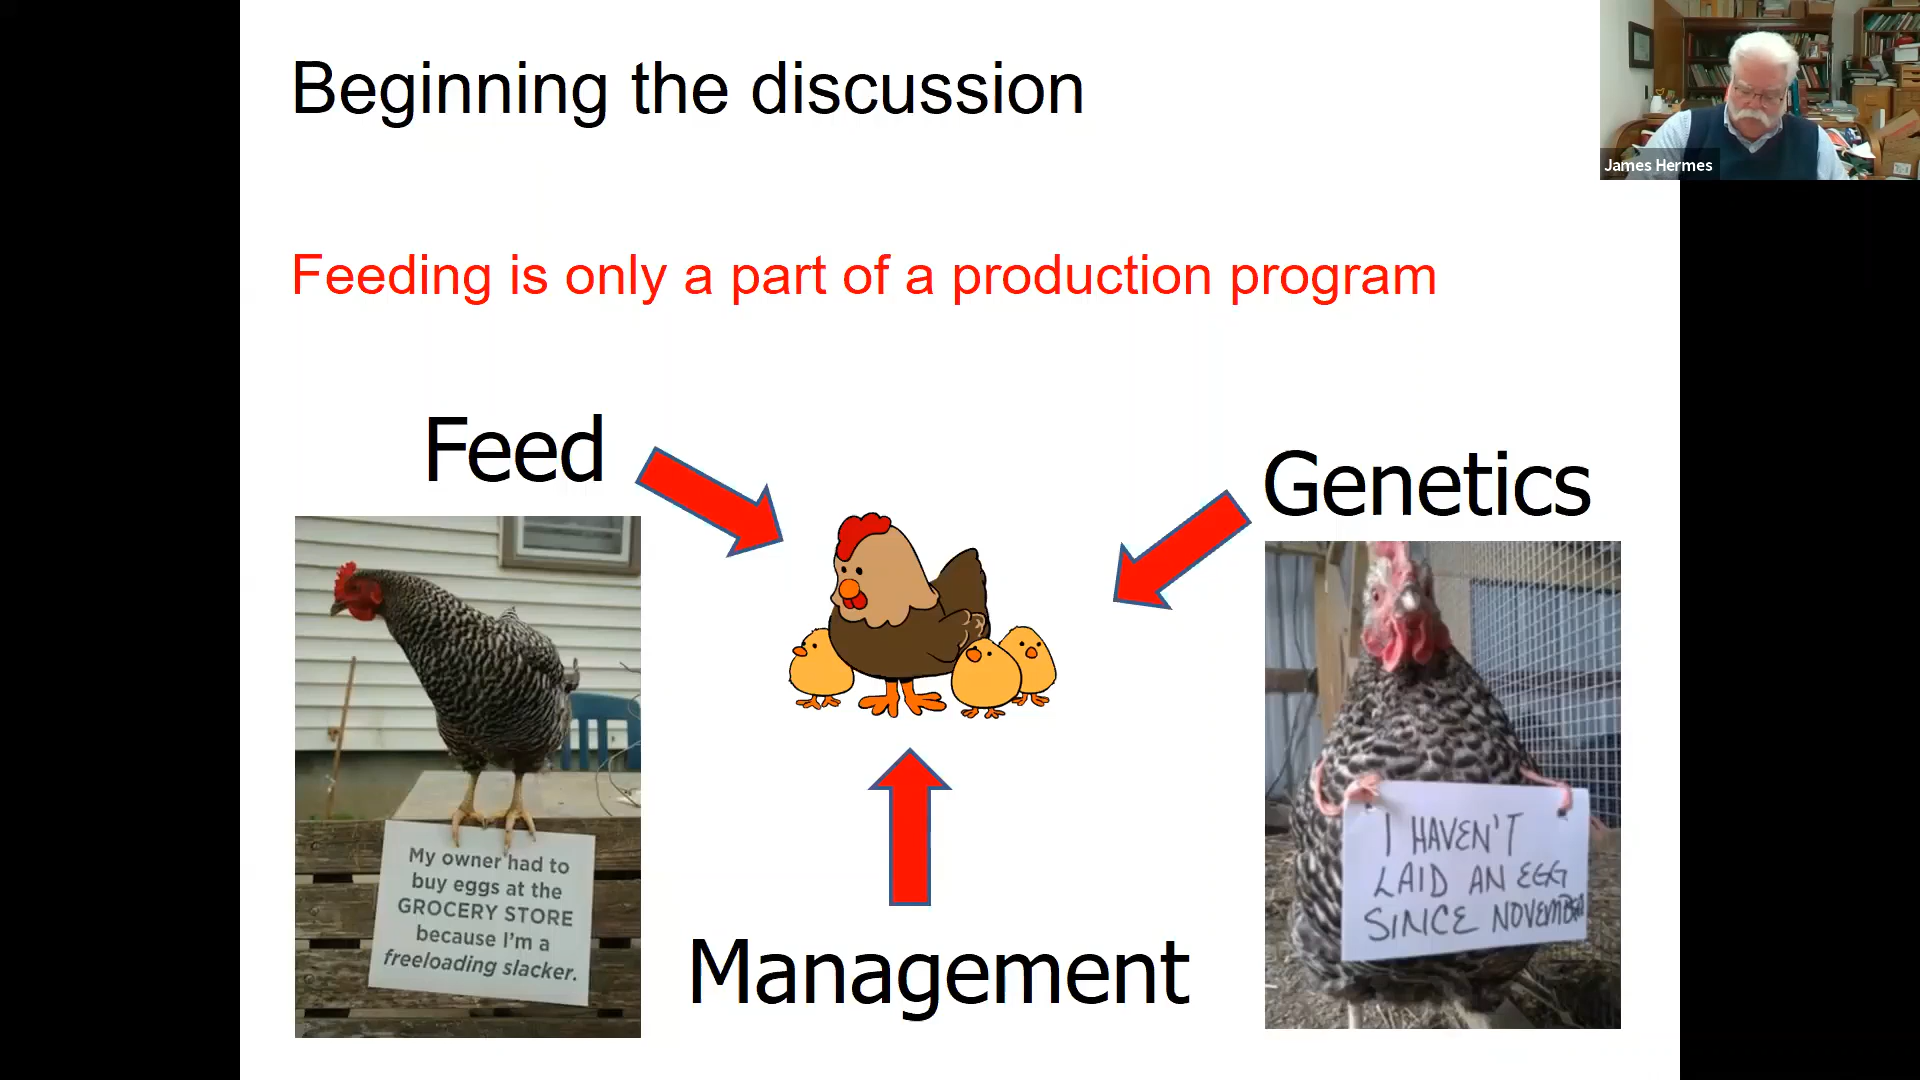 Beginning the discussion
James Hermes
Feeding is only a part of a production program
Feed
Genetics
My owner had to
buy eggs at the
GROCERY STORE
because I'm a
freeloading slacker.
I HAVEN'T
LAID AN EGG
SINCE NOVEMBER
Management